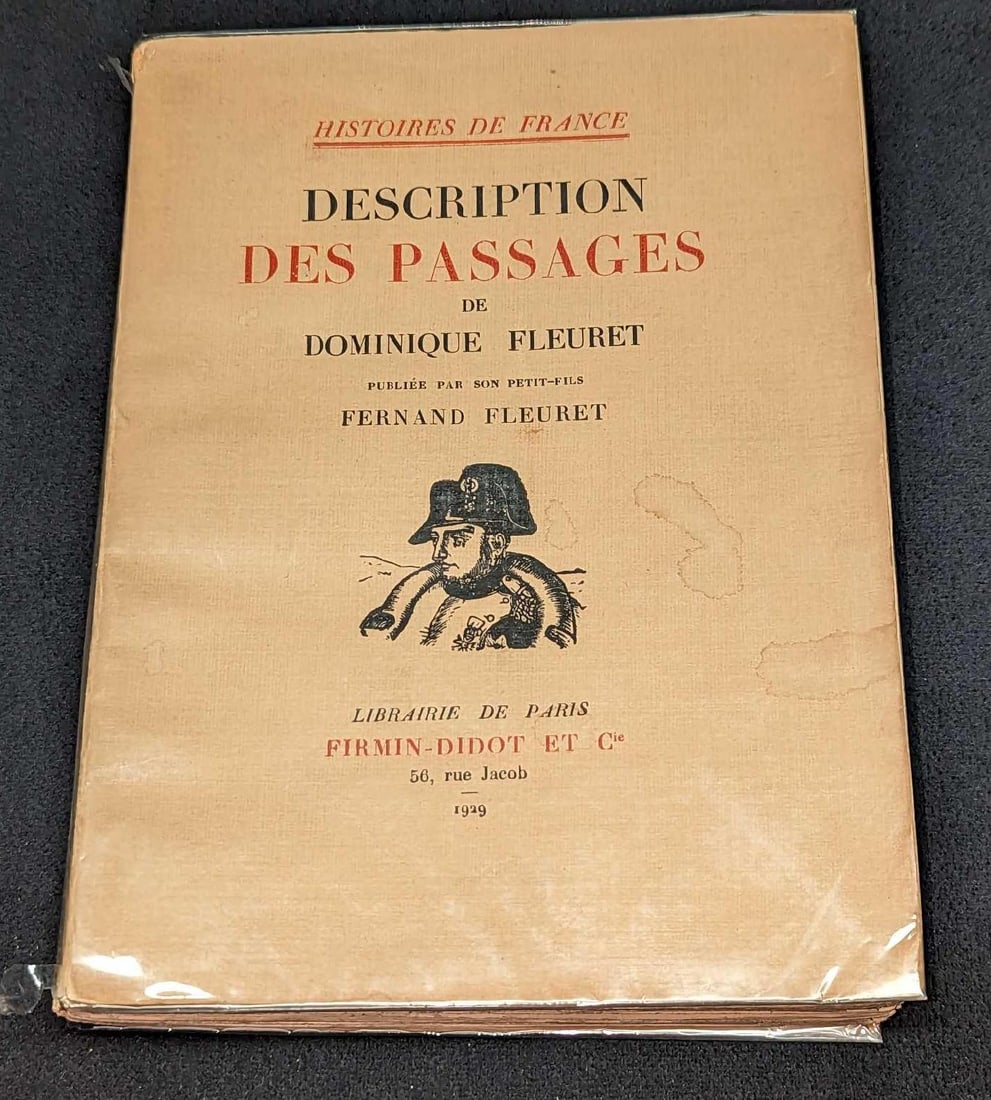 HISTOIRES DE FRANCE
DESCRIPTION
DES PASSAGES
DE
DOMINIQUE FLEURET
PUBLIÉE PAR SON PETIT-FILS
FERNAND FLEURET
LIBRAIRIE DE PARIS
FIRMIN-DIDOT ET Cie
56, rue Jacob
1929